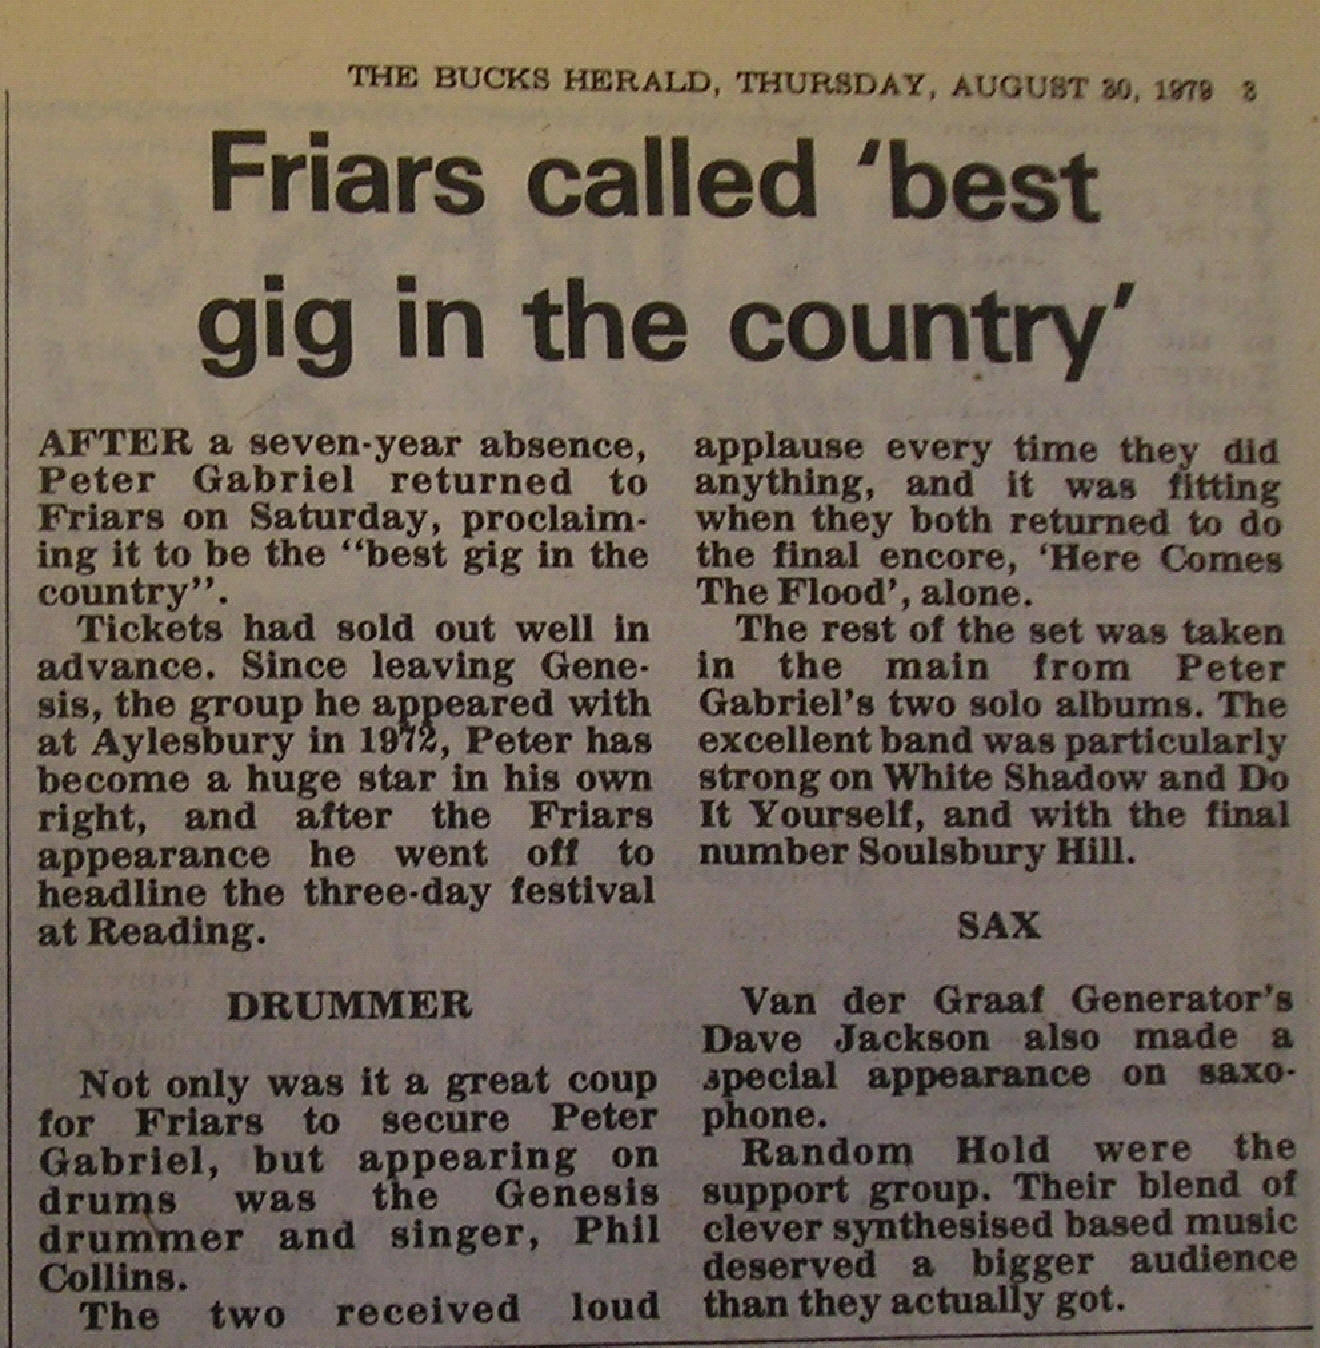 THE BUCKS HERALD, THURSDAY, AUGUST 30, 1979 3
Friars called ‘best
gig in the country’
AFTER a seven-year absence,
Peter Gabriel returned to
Friars on Saturday, proclaim-
ing it to be the “best gig in the
country”.
Tickets had sold out well in
advance. Since leaving Gene-
sis, the group he appeared with
at Aylesbury in 1972, Peter has
become a huge star in his own
right, and after the Friars
appearance he went off to
headline the three-day festival
at Reading.
DRUMMER
Not only was it a great coup
for Friars to secure Peter
Gabriel, but appearing on
drums was the Genesis
drummer and singer, Phil
Collins.
The two received loud
applause every time they did
anything, and it was fitting
when they both returned to do
the final encore, ‘Here Comes
The Flood’, alone.
The rest of the set was taken
in the main from Peter
Gabriel's two solo albums. The
excellent band was particularly
strong on White Shadow and Do
It Yourself, and with the final
number Soulsbury Hill.
SAX
Van der Graaf Generator's
Dave Jackson also made a
special appearance on saxo-
phone.
Random Hold were the
support group. Their blend of
clever synthesised based music
deserved a bigger audience
than they actually got.